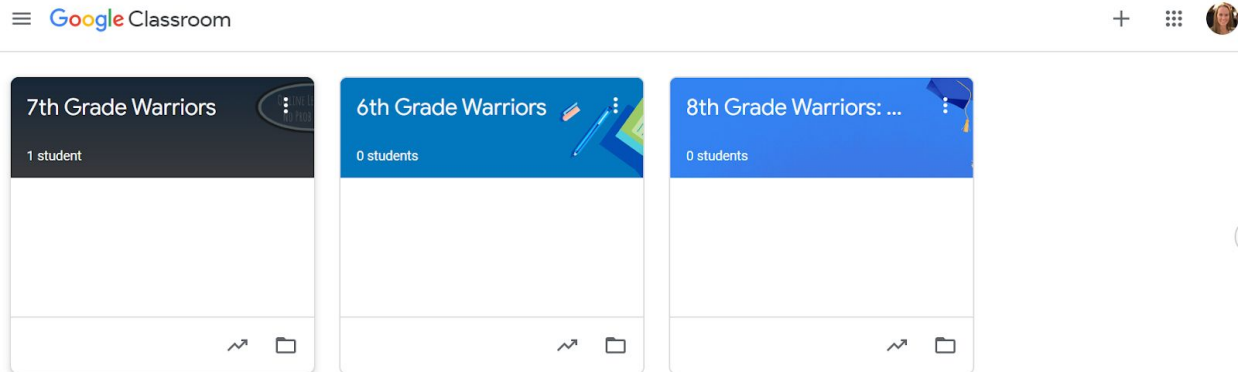 Google Classroom
7th Grade Warriors
1 student
6th Grade Warriors
0 students
8th Grade Warriors: ...
0 students